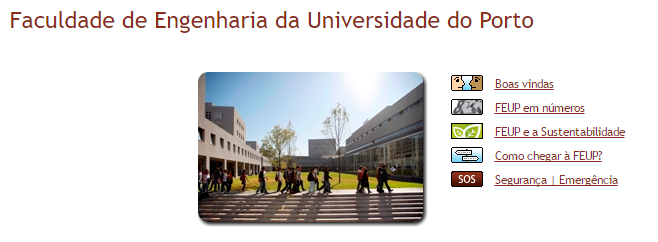 Faculdade de Engenharia da Universidade do Porto
Boas vindas
FEUP em números
FEUP e a Sustentabilidade
Como chegar à FEUP?
SOS Segurança | Emergência